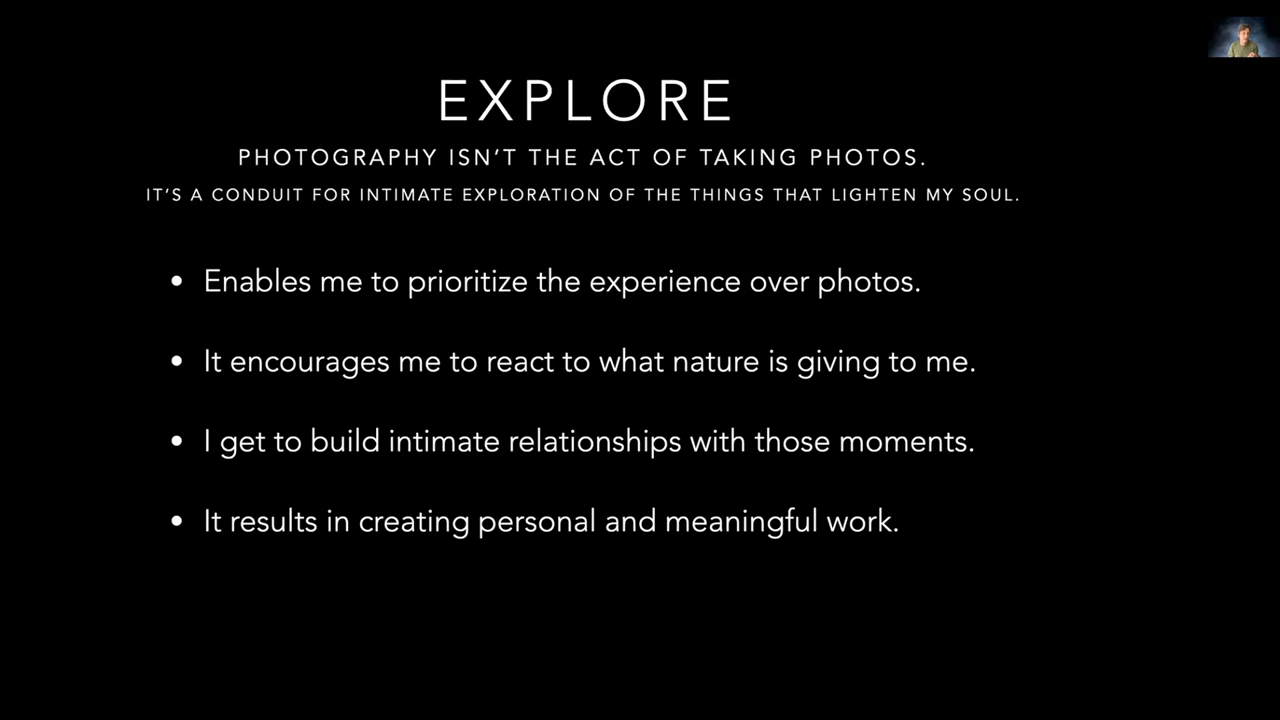 EXPLORE
PHOTOGRAPHY ISN'T THE ACT OF TAKING PHOTOS.
IT'S A CONDUIT FOR INTIMATE EXPLORATION OF THE THINGS THAT LIGHTEN MY SOUL.
• Enables me to prioritize the experience over photos.
• It encourages me to react to what nature is giving to me.
• I get to build intimate relationships with those moments.
• It results in creating personal and meaningful work.